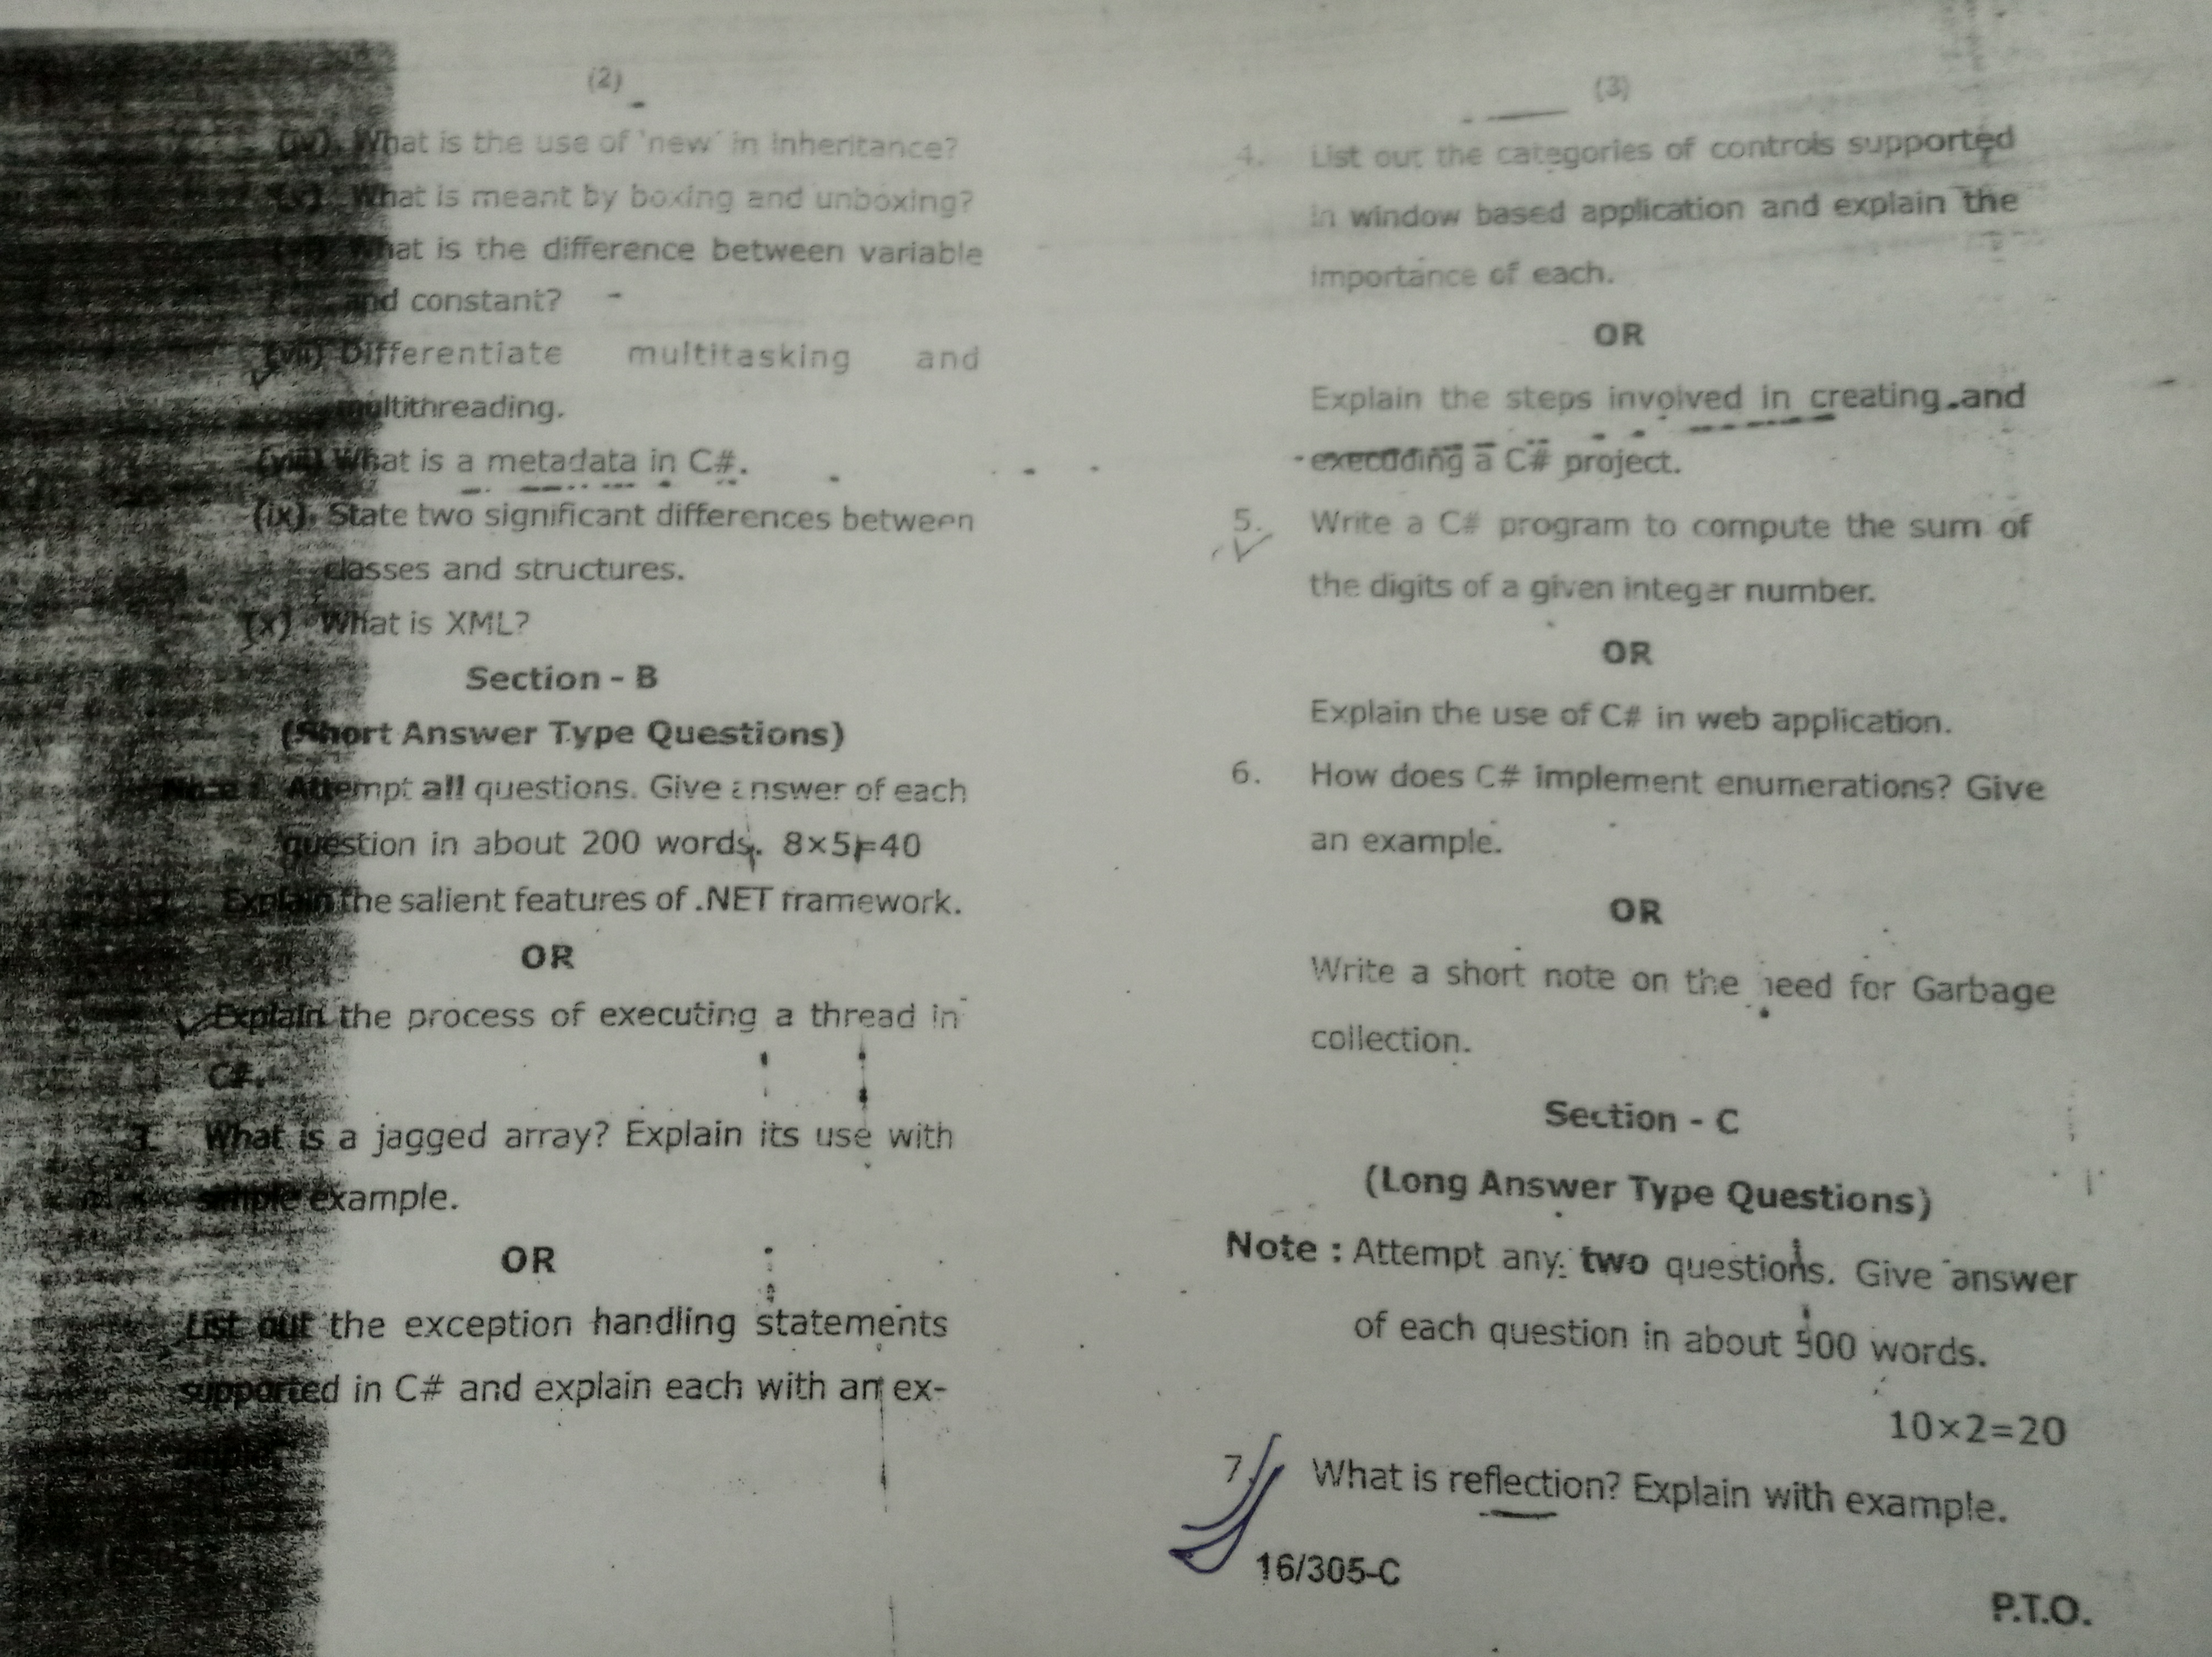 (2)
(iv). What is the use of 'new' in inheritance?
(v) What is meant by boxing and unboxing?
(vi) What is the difference between variable
and constant?
(vii) Differentiate multitasking and
multithreading.
(viii) What is a metadata in C#.
(ix). State two significant differences between
classes and structures.
(x) What is XML?
Section - B
(Short Answer Type Questions)
Note : Attempt all questions. Give answer of each
question in about 200 words. 8×5=40
Explain the salient features of .NET framework.
OR
Explain the process of executing a thread in
C#.
3. What is a jagged array? Explain its use with
simple example.
OR
List out the exception handling statements
supported in C# and explain each with an ex-
ample.
(3)
4. List out the categories of controls supported
in window based application and explain the
importance of each.
OR
Explain the steps involved in creating and
executing a C# project.
5. Write a C# program to compute the sum of
the digits of a given integer number.
OR
Explain the use of C# in web application.
6. How does C# implement enumerations? Give
an example.
OR
Write a short note on the need for Garbage
collection.
Section - C
(Long Answer Type Questions)
Note : Attempt any two questions. Give answer
of each question in about 500 words.
10×2=20
7. What is reflection? Explain with example.
16/305-C
P.T.O.